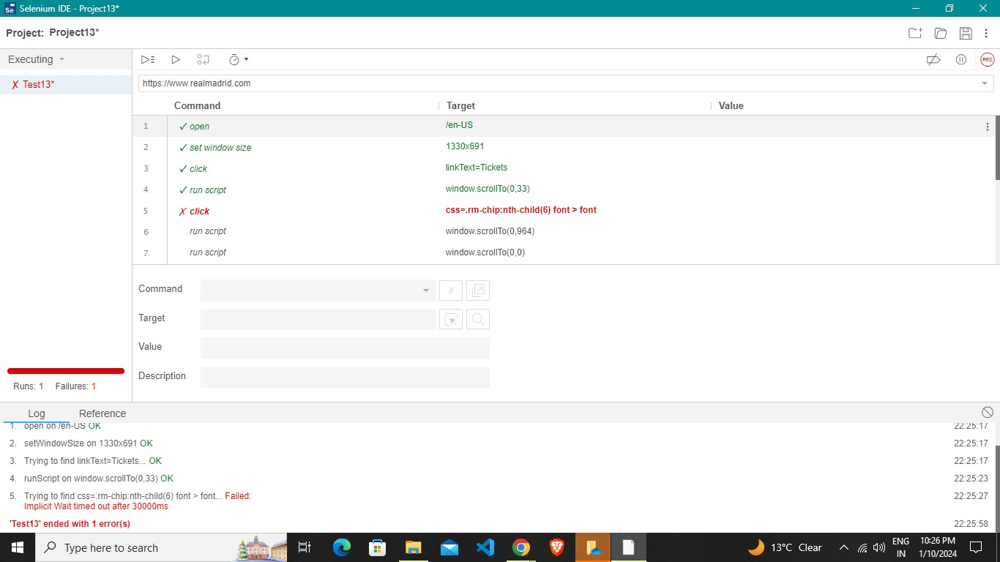 Se Selenium IDE - Project13*
Project: Project13*
Executing
Test13*
REC
https://www.realmadrid.com
Command Target Value
1 ✓ open /en-US
2 ✓ set window size 1330x691
3 ✓ click linkText=Tickets
4 ✓ run script window.scrollTo(0,33)
5 ✗ click css=.rm-chip:nth-child(6) font > font
6 run script window.scrollTo(0,964)
7 run script window.scrollTo(0,0)
Command //
Target
Value
Description
Runs: 1 Failures: 1
Log Reference
1. open on /en-US OK 22:25:17
2. setWindowSize on 1330x691 OK 22:25:17
3. Trying to find linkText=Tickets... OK 22:25:17
4. runScript on window.scrollTo(0,33) OK 22:25:23
5. Trying to find css=.rm-chip:nth-child(6) font > font... Failed: 22:25:27
Implicit Wait timed out after 30000ms
'Test13' ended with 1 error(s) 22:25:58
Type here to search
13°C Clear
ENG
IN
10:26 PM
1/10/2024